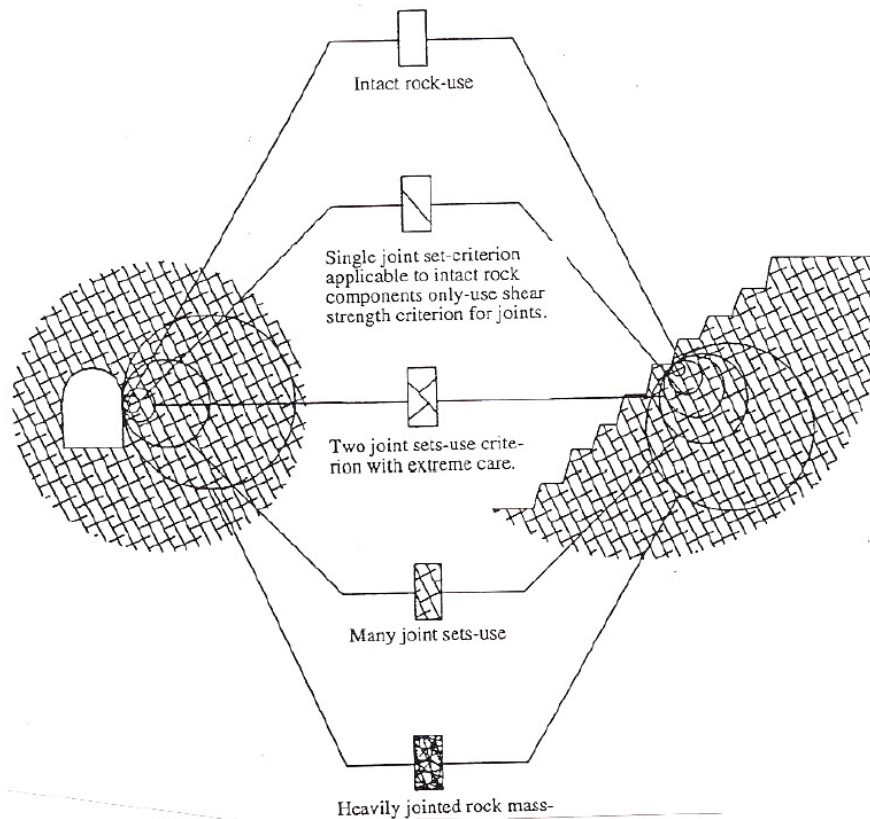 Intact rock-use
Single joint set-criterion
applicable to intact rock
components only-use shear
strength criterion for joints.
Two joint sets-use crite-
rion with extreme care.
Many joint sets-use
Heavily jointed rock mass-